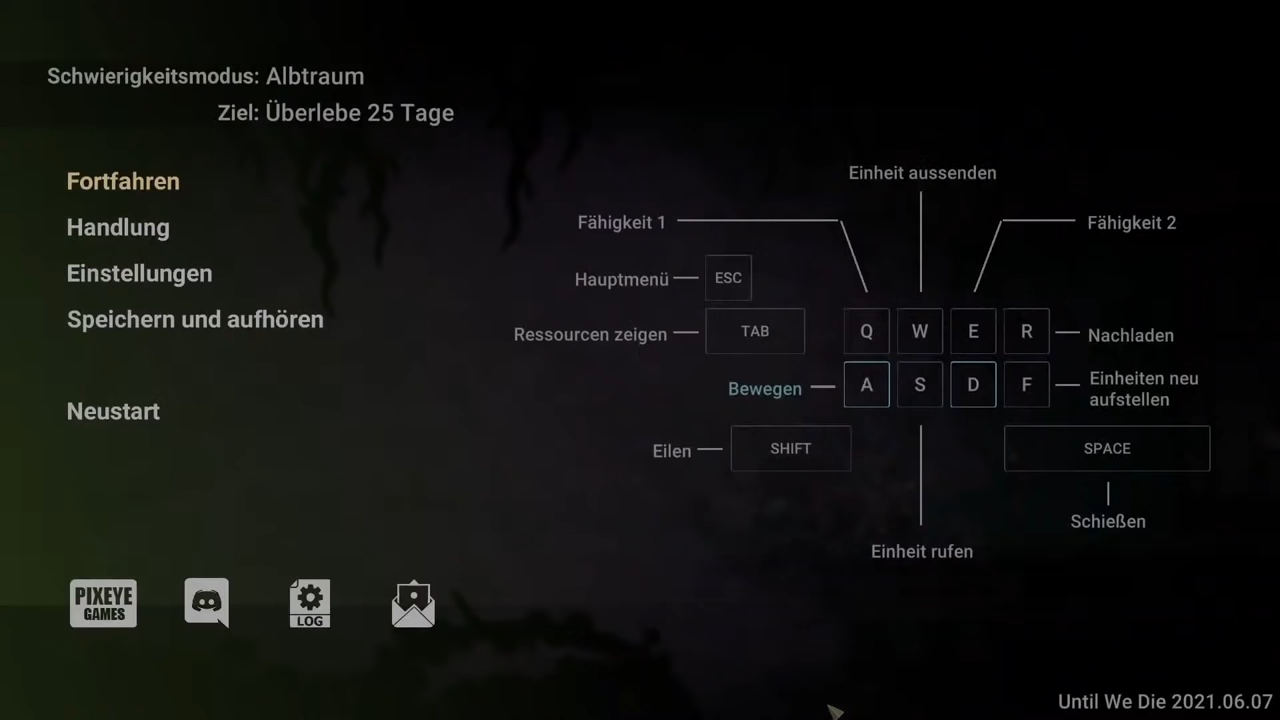 Schwierigkeitsmodus: Albtraum
Ziel: Überlebe 25 Tage
Fortfahren
Handlung
Einstellungen
Speichern und aufhören
Neustart
Einheit aussenden
Fähigkeit 1
Fähigkeit 2
Hauptmenü
ESC
Ressourcen zeigen
TAB
Q W E R
Nachladen
Bewegen
A S D F
Einheiten neu
aufstellen
Eilen
SHIFT
SPACE
Schießen
Einheit rufen
PIXEYE
GAMES
LOG
Until We Die 2021.06.07